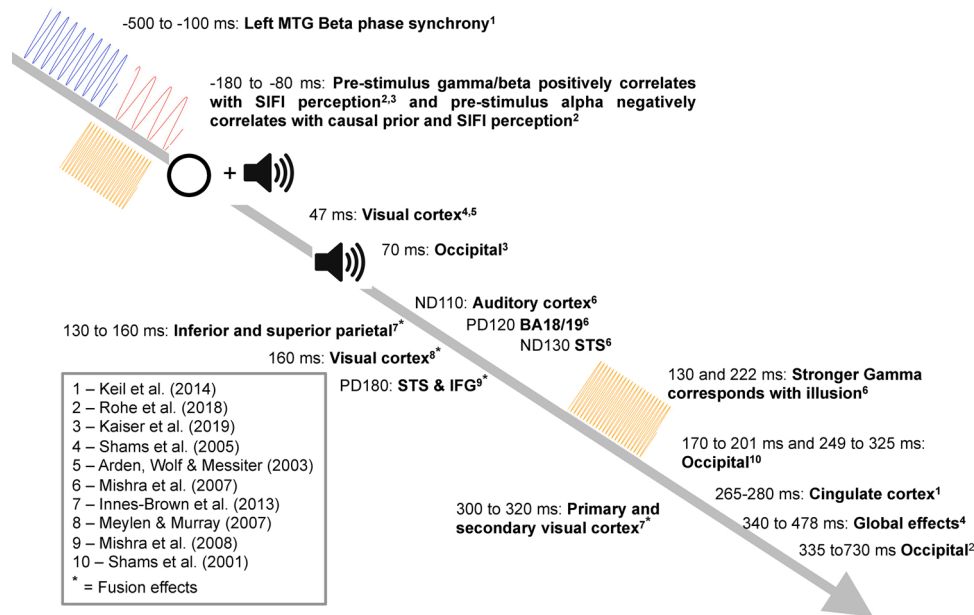 -500 to -100 ms: Left MTG Beta phase synchrony1
-180 to -80 ms: Pre-stimulus gamma/beta positively correlates
with SIFI perception2,3 and pre-stimulus alpha negatively
correlates with causal prior and SIFI perception2
+
47 ms: Visual cortex4,5
70 ms: Occipital3
ND110: Auditory cortex6
PD120 BA18/196
ND130 STS6
130 to 160 ms: Inferior and superior parietal7*
160 ms: Visual cortex8*
PD180: STS & IFG9*
130 and 222 ms: Stronger Gamma
corresponds with illusion6
170 to 201 ms and 249 to 325 ms:
Occipital10
265-280 ms: Cingulate cortex1
300 to 320 ms: Primary and
secondary visual cortex7*
340 to 478 ms: Global effects4
335 to730 ms Occipital2
1 – Keil et al. (2014)
2 – Rohe et al. (2018)
3 – Kaiser et al. (2019)
4 – Shams et al. (2005)
5 – Arden, Wolf & Messiter (2003)
6 – Mishra et al. (2007)
7 – Innes-Brown et al. (2013)
8 – Meylen & Murray (2007)
9 – Mishra et al. (2008)
10 – Shams et al. (2001)
* = Fusion effects